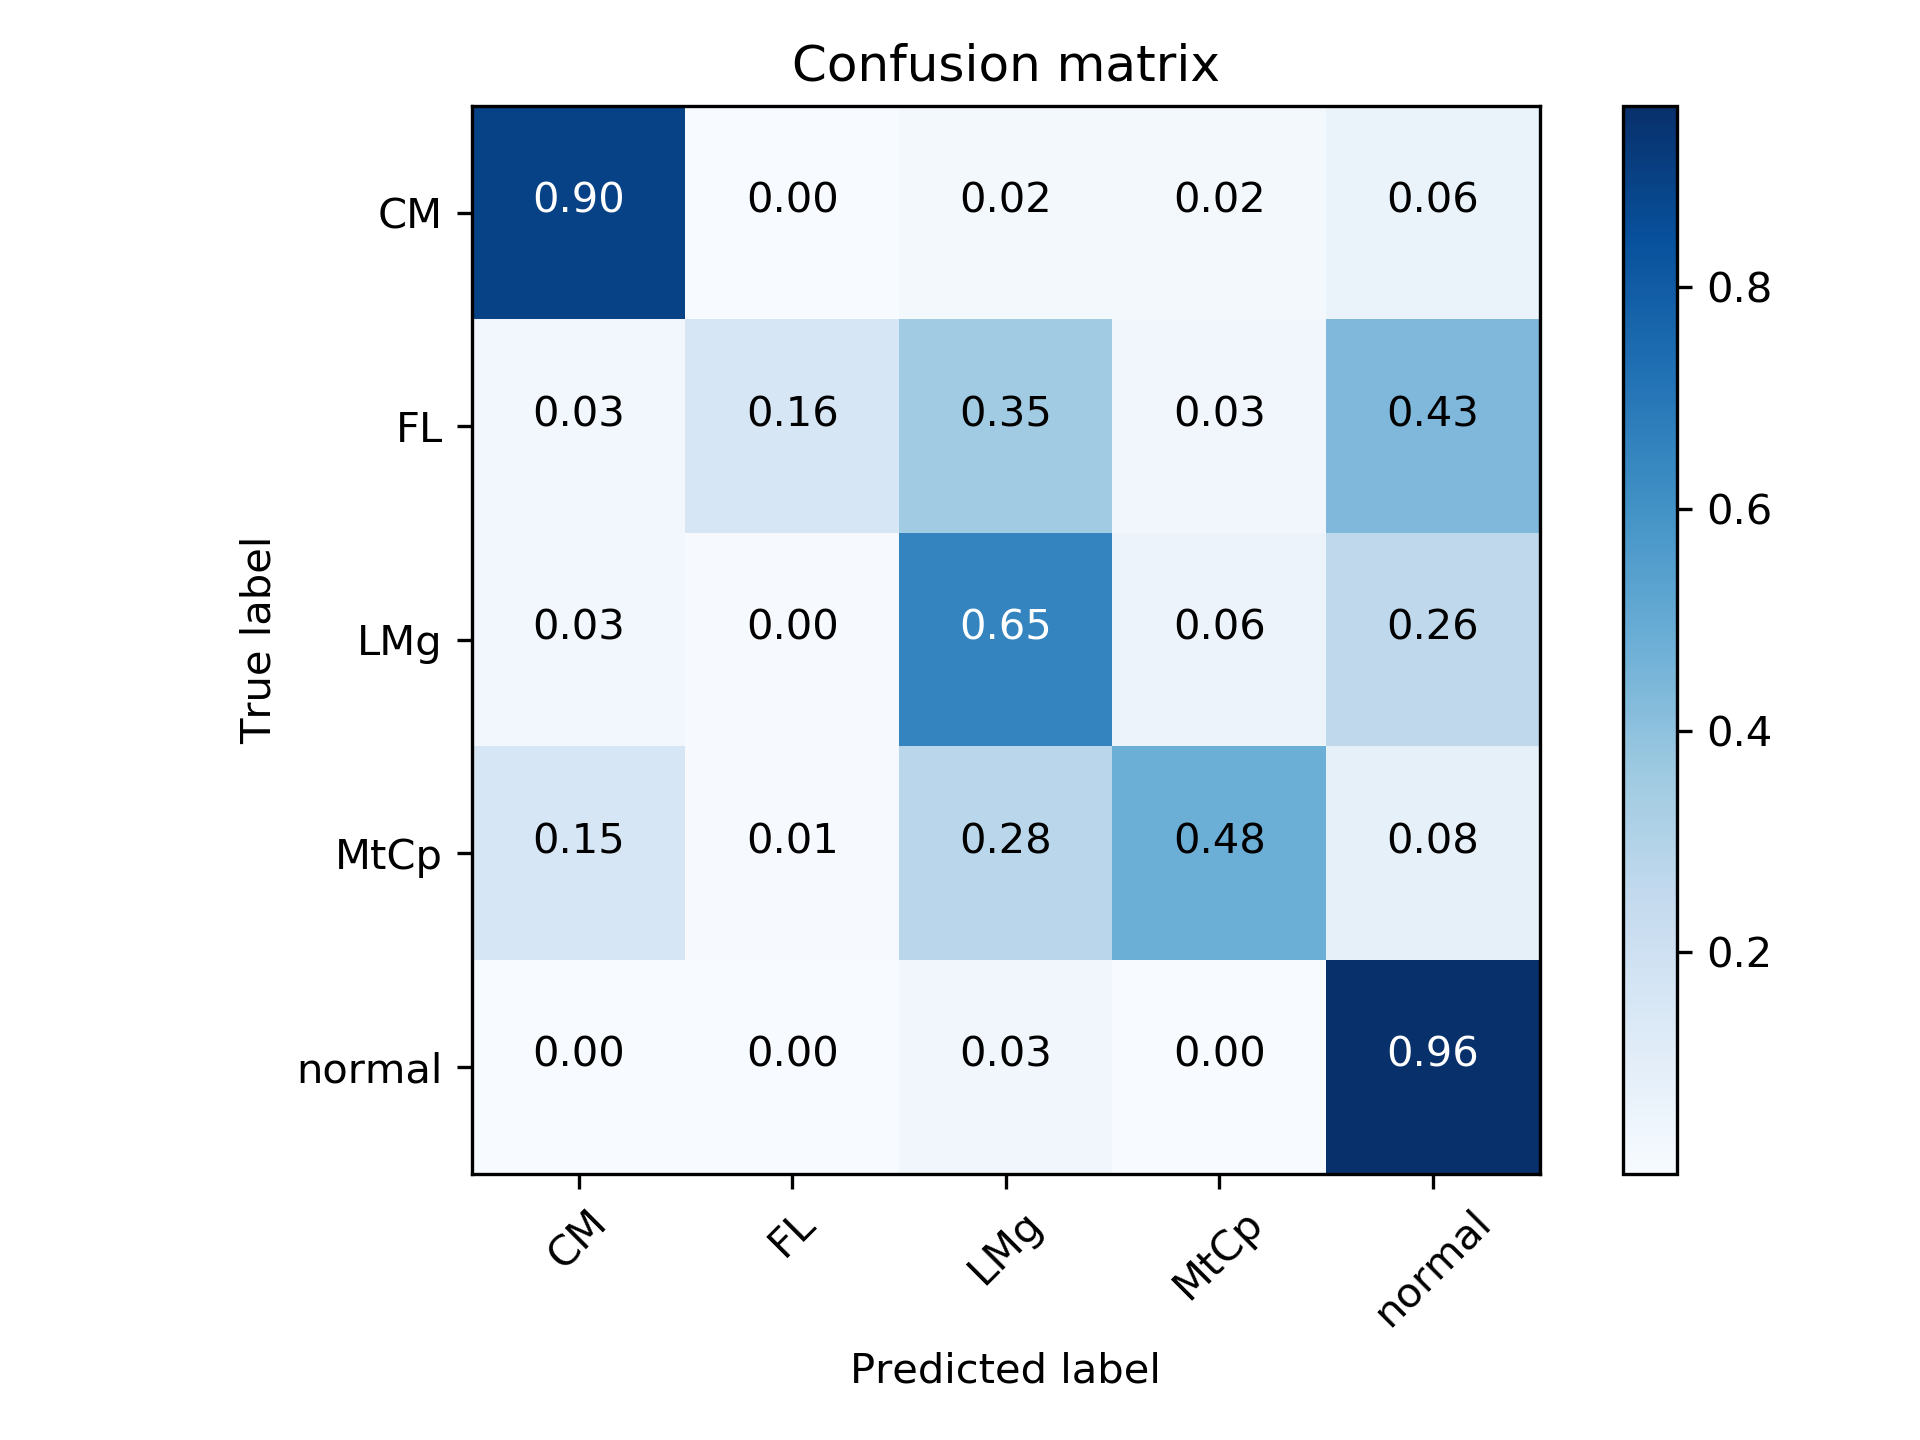 Confusion matrix
CM 0.90 0.00 0.02 0.02 0.06
FL 0.03 0.16 0.35 0.03 0.43
LMg 0.03 0.00 0.65 0.06 0.26
MtCp 0.15 0.01 0.28 0.48 0.08
normal 0.00 0.00 0.03 0.00 0.96
True label
CM FL LMg MtCp normal
Predicted label
0.8
0.6
0.4
0.2